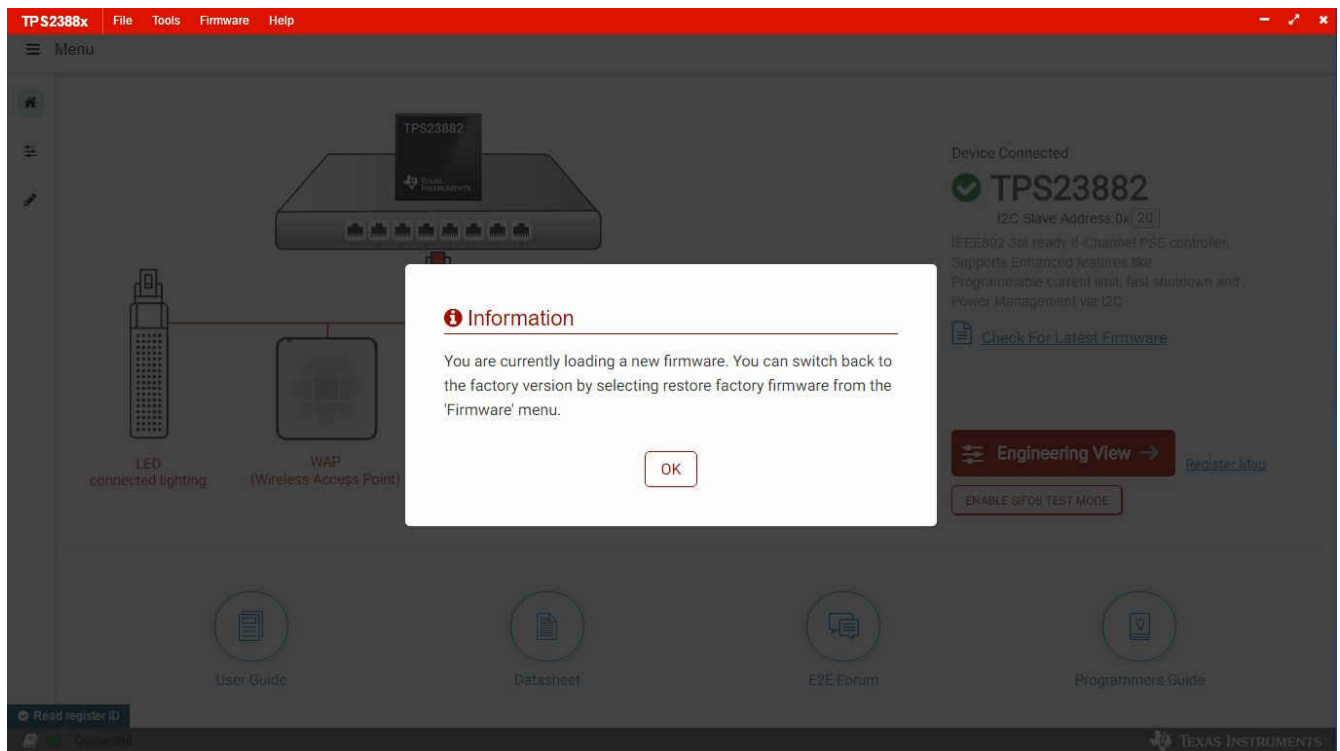 TPS2388x File Tools Firmware Help
Menu
TPS23882
TEXAS
INSTRUMENTS
Device Connected
TPS23882
I2C Slave Address 0x 20
IEEE802 3bt ready 8-Channel PSE controller,
Supports Enhanced features like
Programmable current limit, fast shutdown and
Power Management via I2C
Check For Latest Firmware
Information
You are currently loading a new firmware. You can switch back to
the factory version by selecting restore factory firmware from the
'Firmware' menu.
OK
LED
connected lighting
WAP
(Wireless Access Point)
Engineering View
Register Map
ENABLE SIFOS TEST MODE
User Guide
Datasheet
E2E Forum
Programmers Guide
Read register ID
Connected
TEXAS INSTRUMENTS